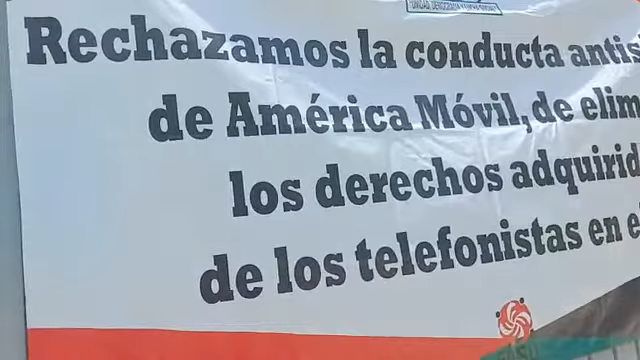 Rechazamos la conducta antis
de América Móvil, de elim
los derechos adquirid
de los telefonistas en e